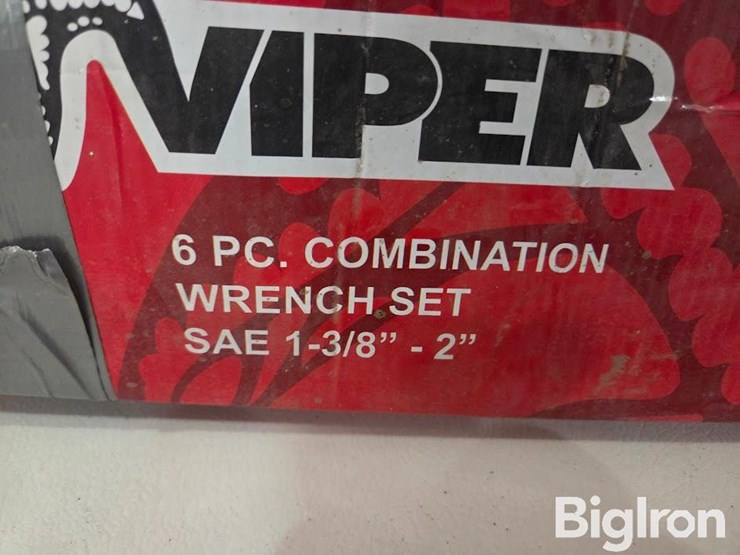 VIPER
6 PC. COMBINATION
WRENCH SET
SAE 1-3/8” - 2”
BigIron